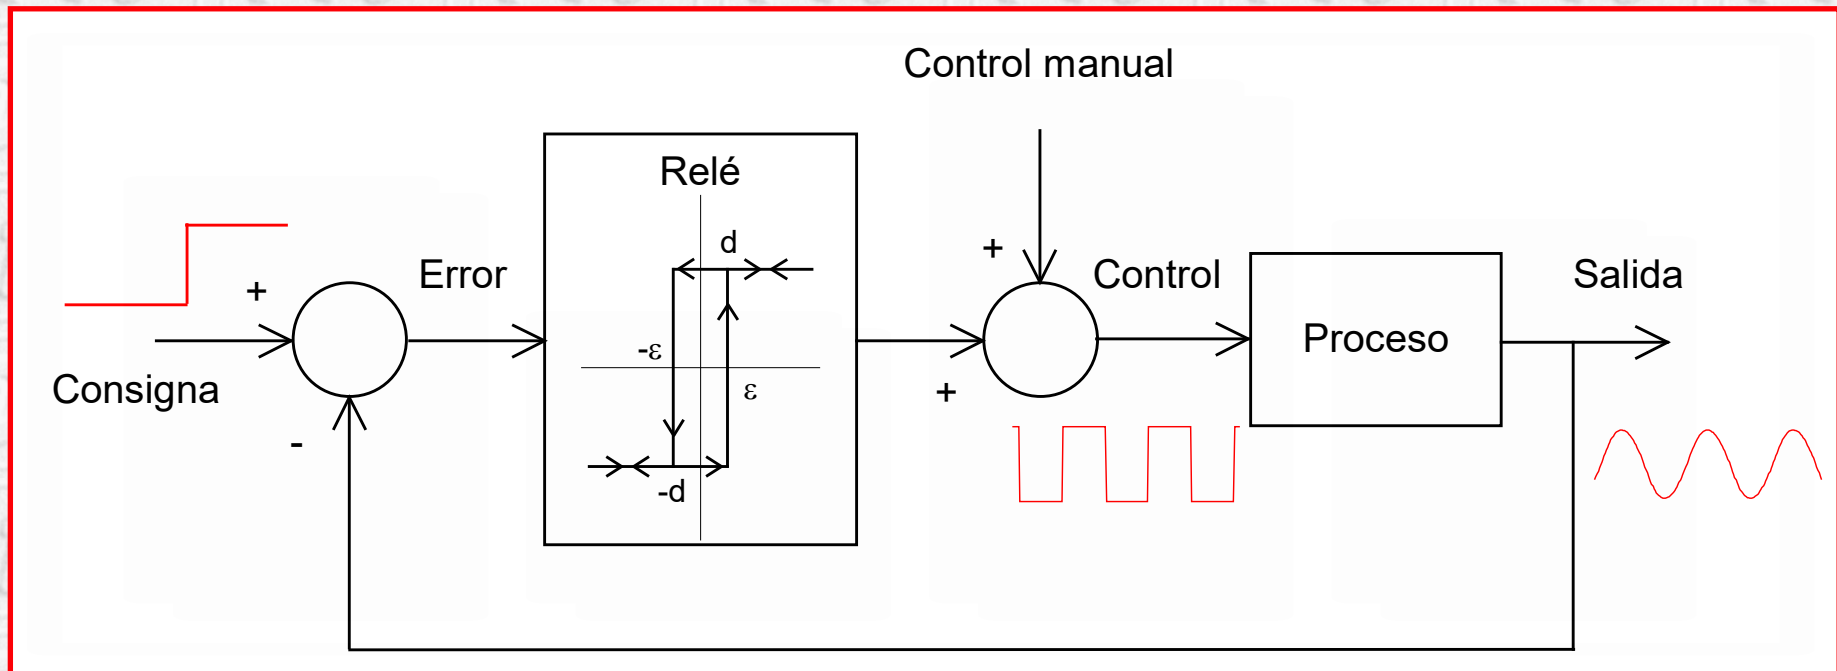 Control manual
Relé
d
+
Error
+
Control
Salida
-ε
Proceso
Consigna
ε
+
-
-d